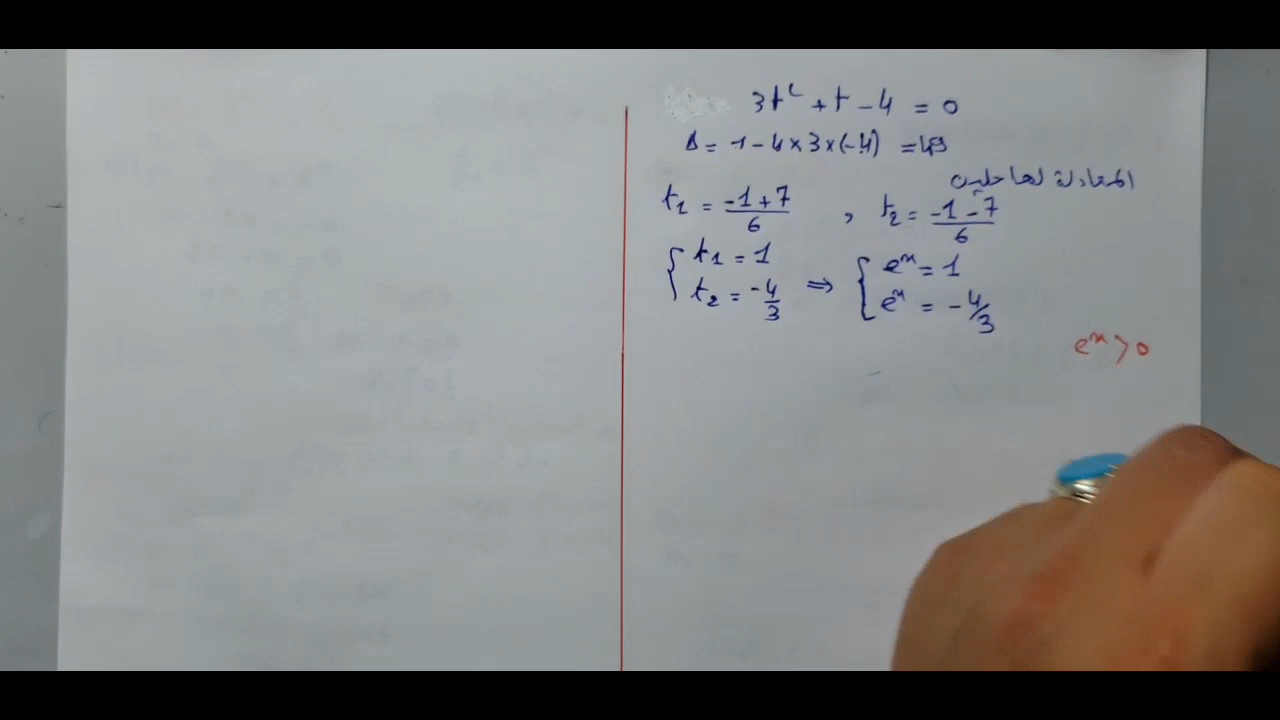 3t² + t - 4 = 0
Δ = 1 - 4 × 3 × (-4) = 49
المعادلة لها حلين
t₁ = (-1 + 7)/6 , t₂ = (-1 - 7)/6
{ t₁ = 1 ; t₂ = -4/3 ⇒ { eˣ = 1 ; eˣ = -4/3
eˣ > 0